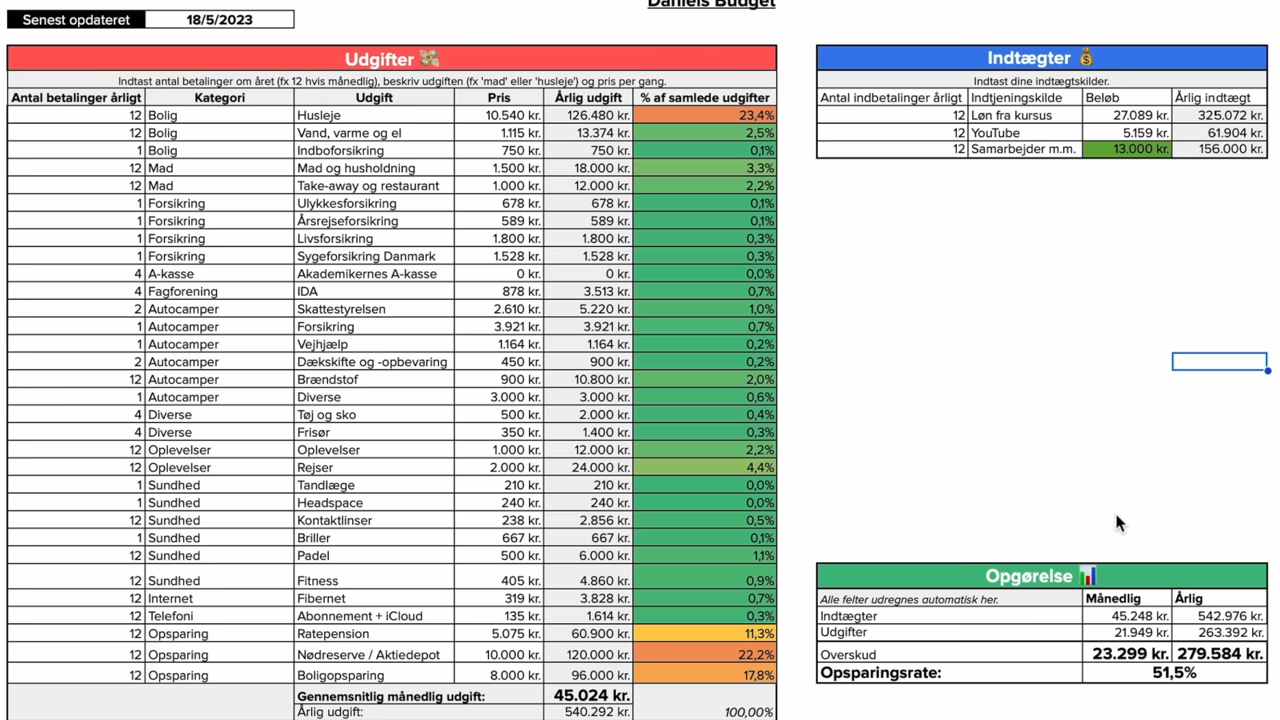 Daniels Budget
Senest opdateret 18/5/2023
Udgifter 💸
Indtast antal betalinger om året (fx 12 hvis månedlig), beskriv udgiften (fx 'mad' eller 'husleje') og pris per gang.
Antal betalinger årligt Kategori Udgift Pris Årlig udgift % af samlede udgifter
12 Bolig Husleje 10.540 kr. 126.480 kr. 23,4%
12 Bolig Vand, varme og el 1.115 kr. 13.374 kr. 2,5%
1 Bolig Indboforsikring 750 kr. 750 kr. 0,1%
12 Mad Mad og husholdning 1.500 kr. 18.000 kr. 3,3%
12 Mad Take-away og restaurant 1.000 kr. 12.000 kr. 2,2%
1 Forsikring Ulykkesforsikring 678 kr. 678 kr. 0,1%
1 Forsikring Årsrejseforsikring 589 kr. 589 kr. 0,1%
1 Forsikring Livsforsikring 1.800 kr. 1.800 kr. 0,3%
1 Forsikring Sygeforsikring Danmark 1.528 kr. 1.528 kr. 0,3%
4 A-kasse Akademikernes A-kasse 0 kr. 0 kr. 0,0%
4 Fagforening IDA 878 kr. 3.513 kr. 0,7%
2 Autocamper Skattestyrelsen 2.610 kr. 5.220 kr. 1,0%
1 Autocamper Forsikring 3.921 kr. 3.921 kr. 0,7%
1 Autocamper Vejhjælp 1.164 kr. 1.164 kr. 0,2%
2 Autocamper Dækskifte og -opbevaring 450 kr. 900 kr. 0,2%
12 Autocamper Brændstof 900 kr. 10.800 kr. 2,0%
1 Autocamper Diverse 3.000 kr. 3.000 kr. 0,6%
4 Diverse Tøj og sko 500 kr. 2.000 kr. 0,4%
4 Diverse Frisør 350 kr. 1.400 kr. 0,3%
12 Oplevelser Oplevelser 1.000 kr. 12.000 kr. 2,2%
12 Oplevelser Rejser 2.000 kr. 24.000 kr. 4,4%
1 Sundhed Tandlæge 210 kr. 210 kr. 0,0%
1 Sundhed Headspace 240 kr. 240 kr. 0,0%
12 Sundhed Kontaktlinser 238 kr. 2.856 kr. 0,5%
1 Sundhed Briller 667 kr. 667 kr. 0,1%
12 Sundhed Padel 500 kr. 6.000 kr. 1,1%
12 Sundhed Fitness 405 kr. 4.860 kr. 0,9%
12 Internet Fibernet 319 kr. 3.828 kr. 0,7%
12 Telefoni Abonnement + iCloud 135 kr. 1.614 kr. 0,3%
12 Opsparing Ratepension 5.075 kr. 60.900 kr. 11,3%
12 Opsparing Nødreserve / Aktiedepot 10.000 kr. 120.000 kr. 22,2%
12 Opsparing Boligopsparing 8.000 kr. 96.000 kr. 17,8%
Gennemsnitlig månedlig udgift: 45.024 kr.
Årlig udgift: 540.292 kr. 100,00%
Indtægter 💰
Indtast dine indtægtskilder.
Antal indbetalinger årligt Indtjeningskilde Beløb Årlig indtægt
12 Løn fra kursus 27.089 kr. 325.072 kr.
12 YouTube 5.159 kr. 61.904 kr.
12 Samarbejder m.m. 13.000 kr. 156.000 kr.
Opgørelse 📊
Alle felter udregnes automatisk her. Månedlig Årlig
Indtægter 45.248 kr. 542.976 kr.
Udgifter 21.949 kr. 263.392 kr.
Overskud 23.299 kr. 279.584 kr.
Opsparingsrate: 51,5%